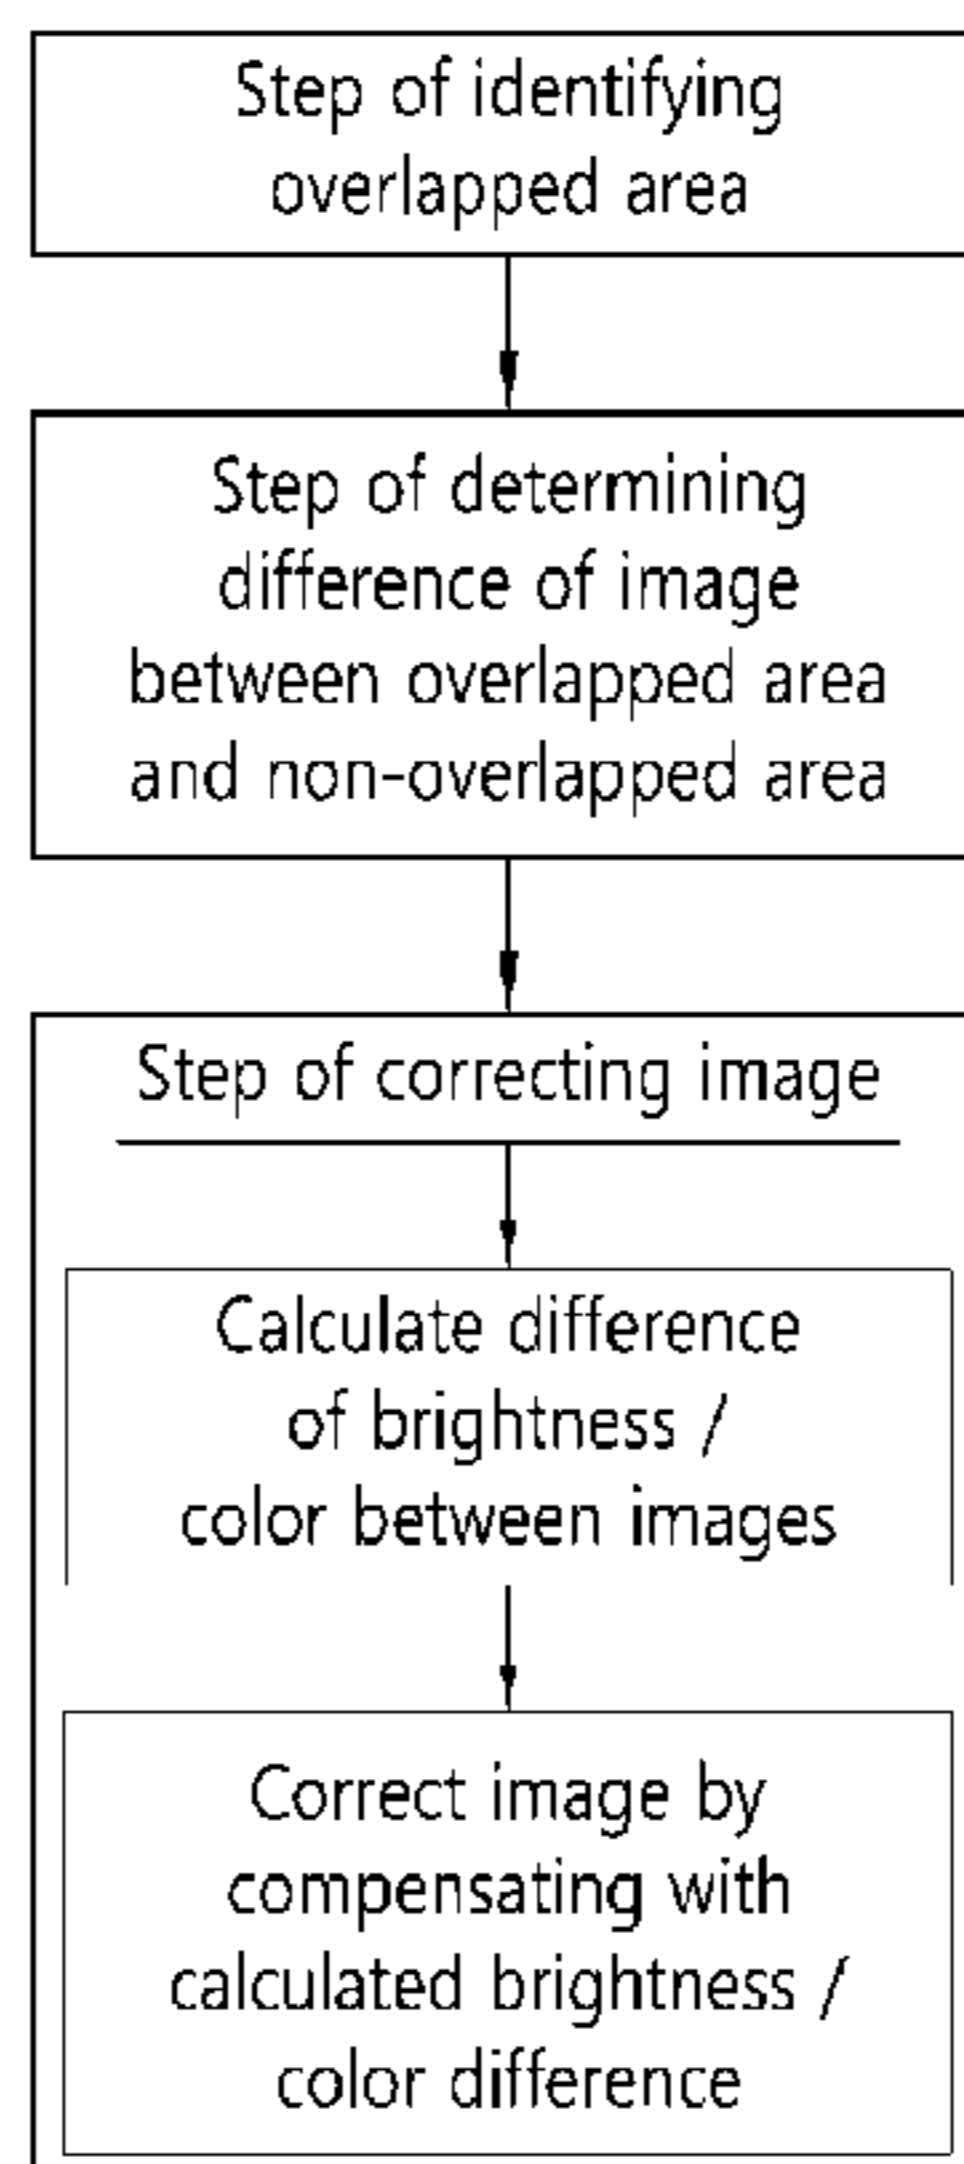 Step of identifying
overlapped area
Step of determining
difference of image
between overlapped area
and non-overlapped area
Step of correcting image
Calculate difference
of brightness /
color between images
Correct image by
compensating with
calculated brightness /
color difference